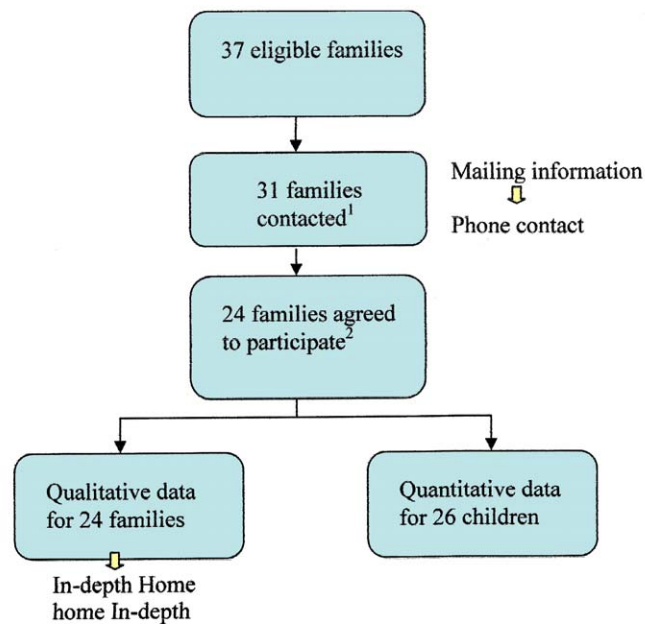 37 eligible families
31 families
contacted¹
Mailing information
Phone contact
24 families agreed
to participate²
Qualitative data
for 24 families
Quantitative data
for 26 children
In-depth Home
home In-depth